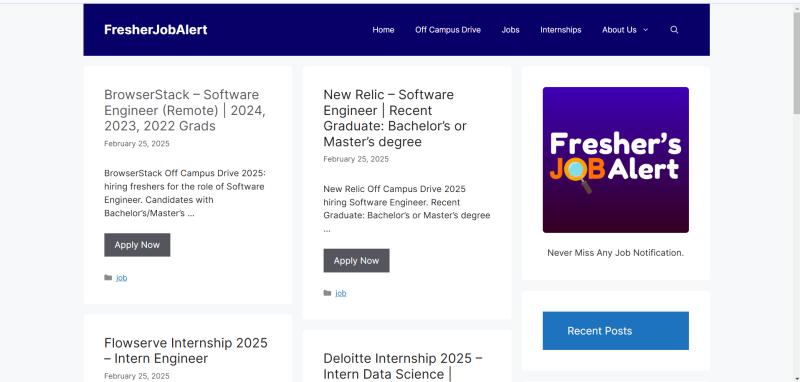 FresherJobAlert
Home Off Campus Drive Jobs Internships About Us
BrowserStack – Software
Engineer (Remote) | 2024,
2023, 2022 Grads
February 25, 2025
BrowserStack Off Campus Drive 2025:
hiring freshers for the role of Software
Engineer. Candidates with
Bachelor's/Master's ...
Apply Now
job
Flowserve Internship 2025
– Intern Engineer
February 25, 2025
New Relic – Software
Engineer | Recent
Graduate: Bachelor's or
Master's degree
February 25, 2025
New Relic Off Campus Drive 2025
hiring Software Engineer. Recent
Graduate: Bachelor's or Master's degree
...
Apply Now
job
Deloitte Internship 2025 –
Intern Data Science |
Fresher's
JOBAlert
Never Miss Any Job Notification.
Recent Posts